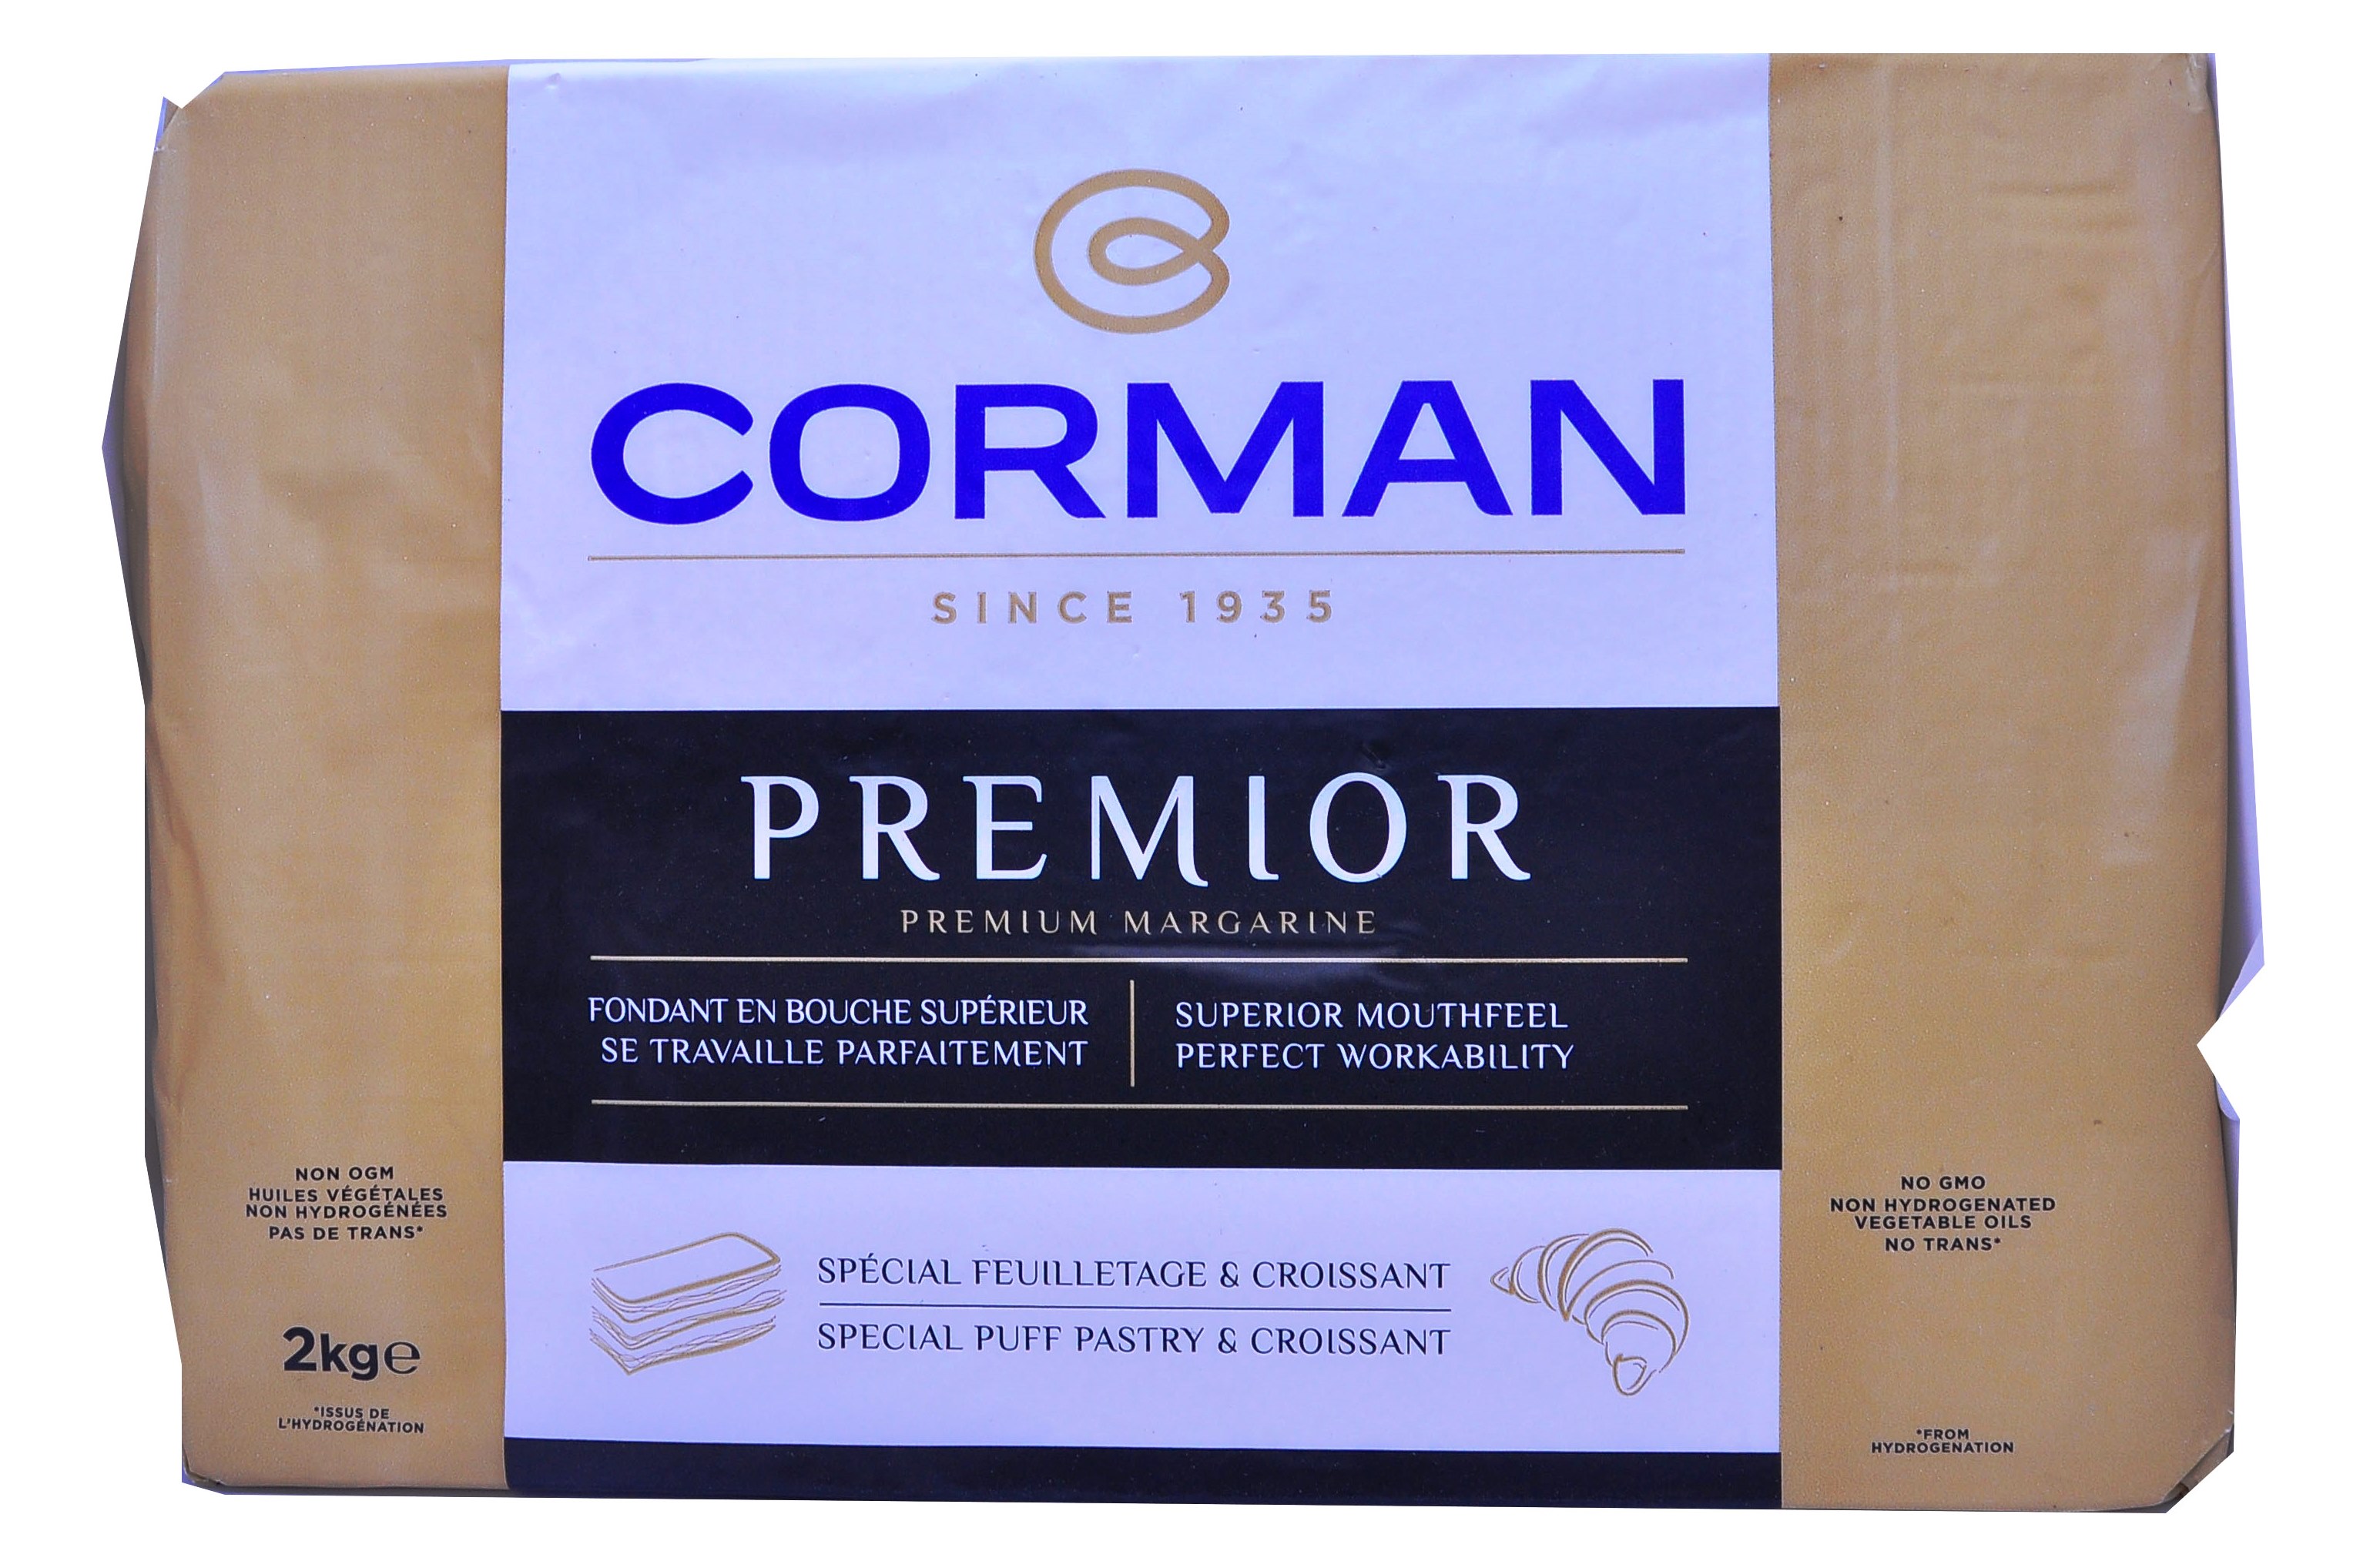 CORMAN
SINCE 1935
PREMIOR
PREMIUM MARGARINE
FONDANT EN BOUCHE SUPÉRIEUR
SE TRAVAILLE PARFAITEMENT
SUPERIOR MOUTHFEEL
PERFECT WORKABILITY
NON OGM
HUILES VÉGÉTALES
NON HYDROGÉNÉES
PAS DE TRANS*
NO GMO
NON HYDROGENATED
VEGETABLE OILS
NO TRANS*
SPÉCIAL FEUILLETAGE & CROISSANT
SPECIAL PUFF PASTRY & CROISSANT
2kg℮
*ISSUS DE
L'HYDROGÉNATION
*FROM
HYDROGENATION